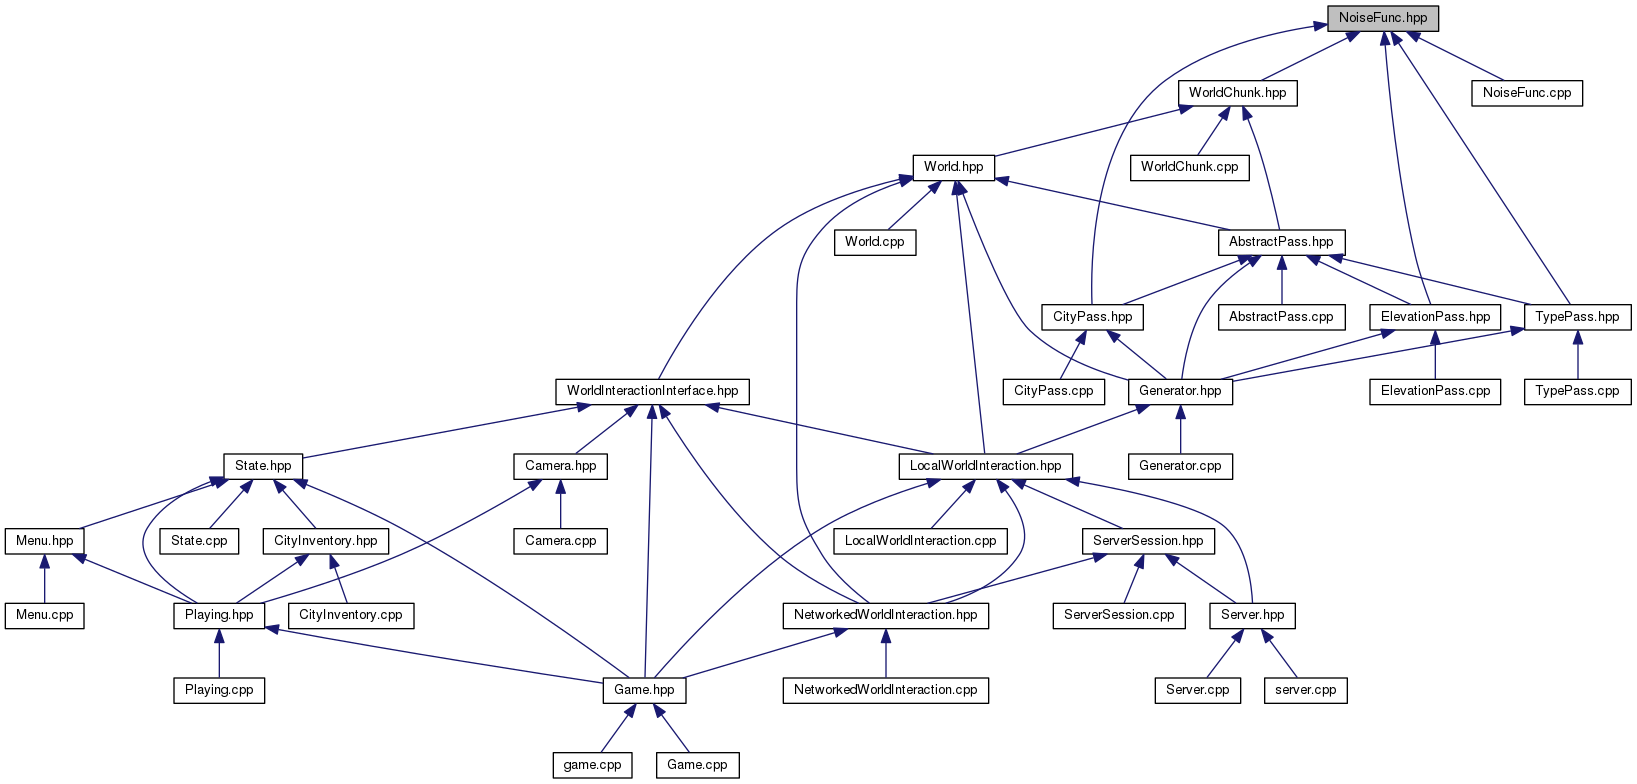 NoiseFunc.hpp
WorldChunk.hpp
NoiseFunc.cpp
World.hpp
WorldChunk.cpp
World.cpp
AbstractPass.hpp
CityPass.hpp
AbstractPass.cpp
ElevationPass.hpp
TypePass.hpp
WorldInteractionInterface.hpp
CityPass.cpp
Generator.hpp
ElevationPass.cpp
TypePass.cpp
State.hpp
Camera.hpp
LocalWorldInteraction.hpp
Generator.cpp
Menu.hpp
State.cpp
CityInventory.hpp
Camera.cpp
LocalWorldInteraction.cpp
ServerSession.hpp
Menu.cpp
Playing.hpp
CityInventory.cpp
NetworkedWorldInteraction.hpp
ServerSession.cpp
Server.hpp
Playing.cpp
Game.hpp
NetworkedWorldInteraction.cpp
Server.cpp
server.cpp
game.cpp
Game.cpp